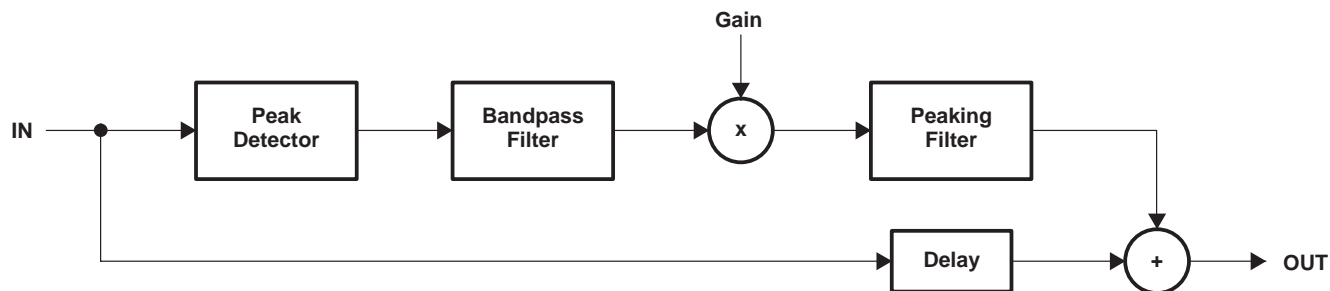 Gain
IN
Peak
Detector
Bandpass
Filter
x
Peaking
Filter
Delay
+
OUT